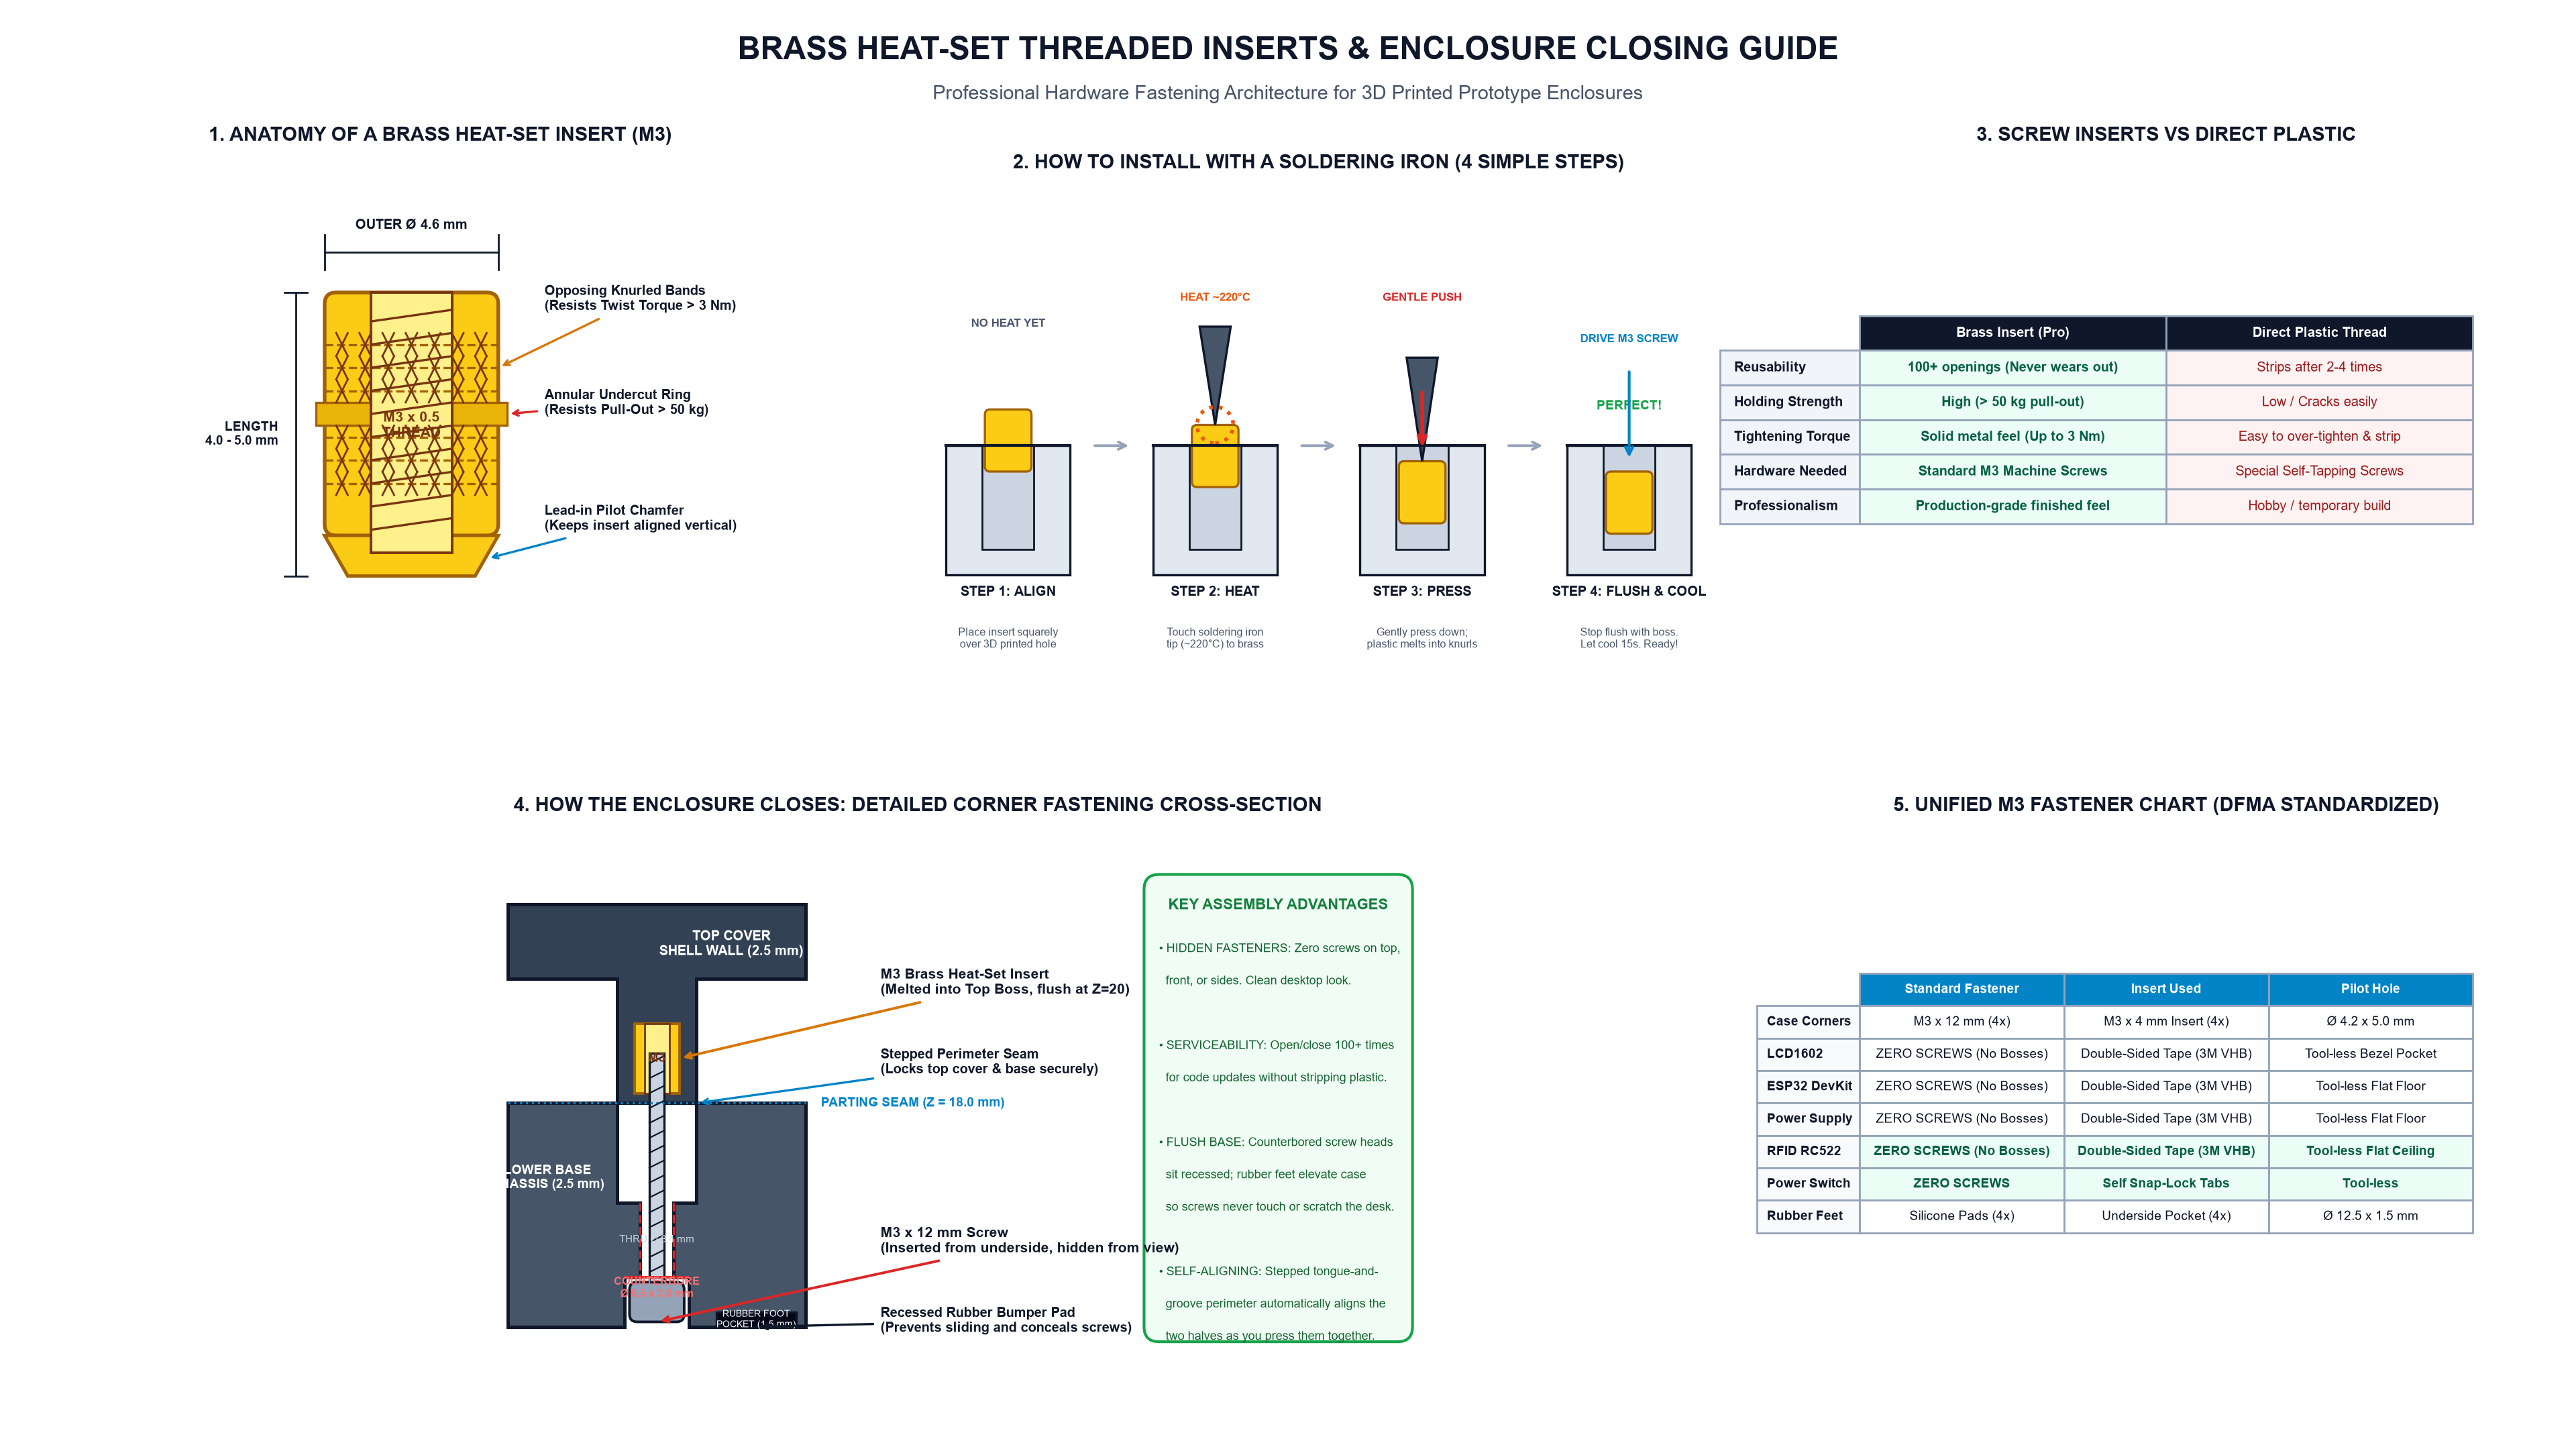 BRASS HEAT-SET THREADED INSERTS & ENCLOSURE CLOSING GUIDE
Professional Hardware Fastening Architecture for 3D Printed Prototype Enclosures
1. ANATOMY OF A BRASS HEAT-SET INSERT (M3)
OUTER Ø 4.6 mm
Opposing Knurled Bands
(Resists Twist Torque > 3 Nm)
Annular Undercut Ring
(Resists Pull-Out > 50 kg)
M3 x 0.5
THREAD
LENGTH
4.0 - 5.0 mm
Lead-in Pilot Chamfer
(Keeps insert aligned vertical)
2. HOW TO INSTALL WITH A SOLDERING IRON (4 SIMPLE STEPS)
NO HEAT YET
HEAT ~220°C
GENTLE PUSH
DRIVE M3 SCREW
PERFECT!
STEP 1: ALIGN
Place insert squarely
over 3D printed hole
STEP 2: HEAT
Touch soldering iron
tip (~220°C) to brass
STEP 3: PRESS
Gently press down;
plastic melts into knurls
STEP 4: FLUSH & COOL
Stop flush with boss.
Let cool 15s. Ready!
3. SCREW INSERTS VS DIRECT PLASTIC
Brass Insert (Pro) Direct Plastic Thread
Reusability 100+ openings (Never wears out) Strips after 2-4 times
Holding Strength High (> 50 kg pull-out) Low / Cracks easily
Tightening Torque Solid metal feel (Up to 3 Nm) Easy to over-tighten & strip
Hardware Needed Standard M3 Machine Screws Special Self-Tapping Screws
Professionalism Production-grade finished feel Hobby / temporary build
4. HOW THE ENCLOSURE CLOSES: DETAILED CORNER FASTENING CROSS-SECTION
TOP COVER
SHELL WALL (2.5 mm)
M3 Brass Heat-Set Insert
(Melted into Top Boss, flush at Z=20)
Stepped Perimeter Seam
(Locks top cover & base securely)
PARTING SEAM (Z = 18.0 mm)
LOWER BASE
HASSIS (2.5 mm)
mm
COUNTERBORE
M3 x 12 mm Screw
(Inserted from underside, hidden from view)
RUBBER FOOT
POCKET (1.5 mm)
Recessed Rubber Bumper Pad
(Prevents sliding and conceals screws)
KEY ASSEMBLY ADVANTAGES
• HIDDEN FASTENERS: Zero screws on top,
front, or sides. Clean desktop look.
• SERVICEABILITY: Open/close 100+ times
for code updates without stripping plastic.
• FLUSH BASE: Counterbored screw heads
sit recessed; rubber feet elevate case
so screws never touch or scratch the desk.
• SELF-ALIGNING: Stepped tongue-and-
groove perimeter automatically aligns the
two halves as you press them together.
5. UNIFIED M3 FASTENER CHART (DFMA STANDARDIZED)
Standard Fastener Insert Used Pilot Hole
Case Corners M3 x 12 mm (4x) M3 x 4 mm Insert (4x) Ø 4.2 x 5.0 mm
LCD1602 ZERO SCREWS (No Bosses) Double-Sided Tape (3M VHB) Tool-less Bezel Pocket
ESP32 DevKit ZERO SCREWS (No Bosses) Double-Sided Tape (3M VHB) Tool-less Flat Floor
Power Supply ZERO SCREWS (No Bosses) Double-Sided Tape (3M VHB) Tool-less Flat Floor
RFID RC522 ZERO SCREWS (No Bosses) Double-Sided Tape (3M VHB) Tool-less Flat Ceiling
Power Switch ZERO SCREWS Self Snap-Lock Tabs Tool-less
Rubber Feet Silicone Pads (4x) Underside Pocket (4x) Ø 12.5 x 1.5 mm